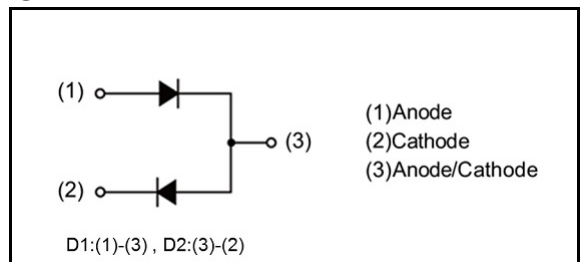 (1)
(1)Anode
(3)
(2)Cathode
(3)Anode/Cathode
(2)
D1:(1)-(3) , D2:(3)-(2)